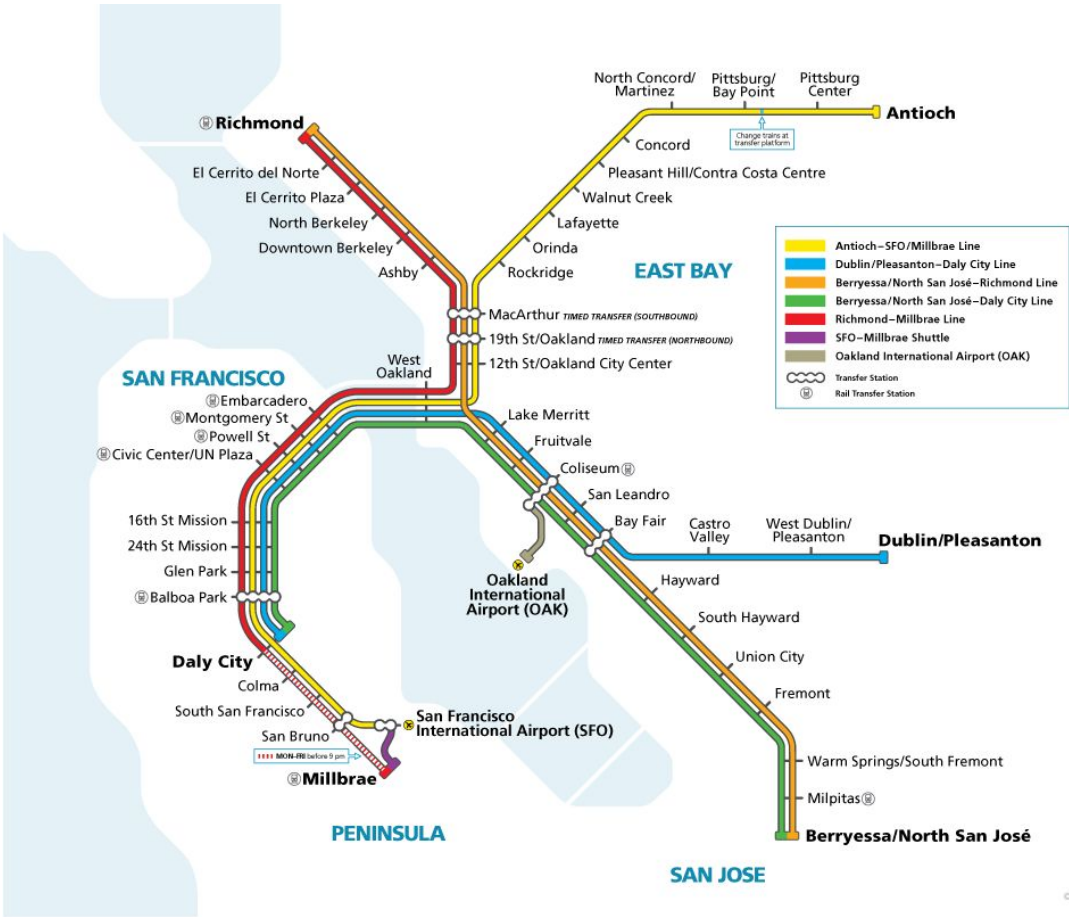 North Concord/
Martinez
Pittsburg/
Bay Point
Pittsburg
Center
Richmond
Antioch
Change trains at
transfer platform
Concord
El Cerrito del Norte
Pleasant Hill/Contra Costa Centre
El Cerrito Plaza
Walnut Creek
North Berkeley
Lafayette
Downtown Berkeley
Orinda
Ashby
Rockridge
EAST BAY
Antioch–SFO/Millbrae Line
Dublin/Pleasanton–Daly City Line
Berryessa/North San José–Richmond Line
Berryessa/North San José–Daly City Line
Richmond–Millbrae Line
SFO–Millbrae Shuttle
Oakland International Airport (OAK)
Transfer Station
Rail Transfer Station
MacArthur TIMED TRANSFER (SOUTHBOUND)
19th St/Oakland TIMED TRANSFER (NORTHBOUND)
12th St/Oakland City Center
West
Oakland
SAN FRANCISCO
Embarcadero
Montgomery St
Powell St
Civic Center/UN Plaza
Lake Merritt
Fruitvale
Coliseum
San Leandro
Bay Fair
16th St Mission
24th St Mission
Glen Park
Balboa Park
Castro
Valley
West Dublin/
Pleasanton
Dublin/Pleasanton
Oakland
International
Airport (OAK)
Hayward
South Hayward
Union City
Fremont
Daly City
Colma
South San Francisco
San Bruno
San Francisco
International Airport (SFO)
MON-FRI before 9 pm
Millbrae
Warm Springs/South Fremont
Milpitas
Berryessa/North San José
PENINSULA
SAN JOSE
©